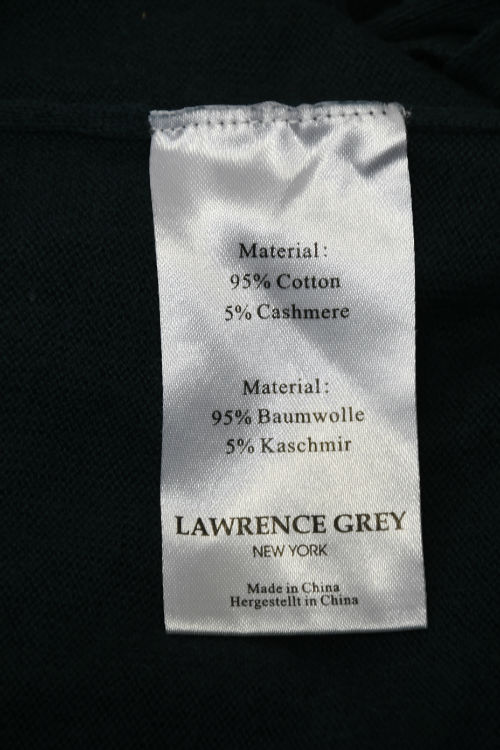 Material:
95% Cotton
5% Cashmere
Material:
95% Baumwolle
5% Kaschmir
LAWRENCE GREY
NEW YORK
Made in China
Hergestellt in China